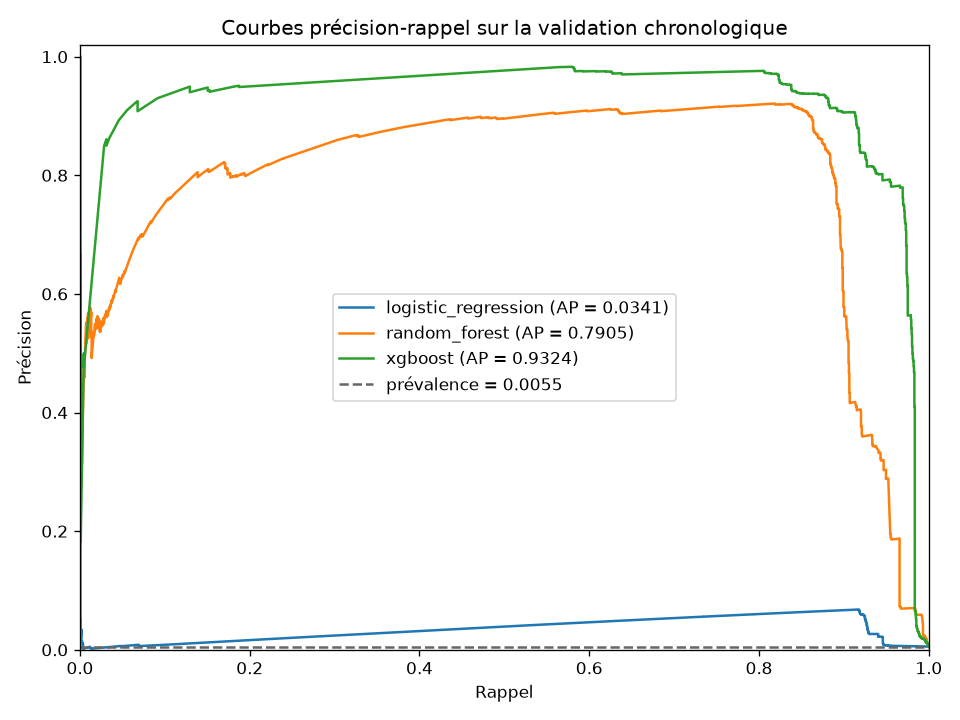 Courbes précision-rappel sur la validation chronologique
1.0
0.8
0.6
0.4
0.2
0.0
Précision
logistic_regression (AP = 0.0341)
random_forest (AP = 0.7905)
xgboost (AP = 0.9324)
prévalence = 0.0055
0.0 0.2 0.4 0.6 0.8 1.0
Rappel